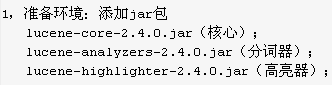 1，准备环境：添加jar包
lucene-core-2.4.0.jar（核心）；
lucene-analyzers-2.4.0.jar（分词器）；
lucene-highlighter-2.4.0.jar（高亮器）；